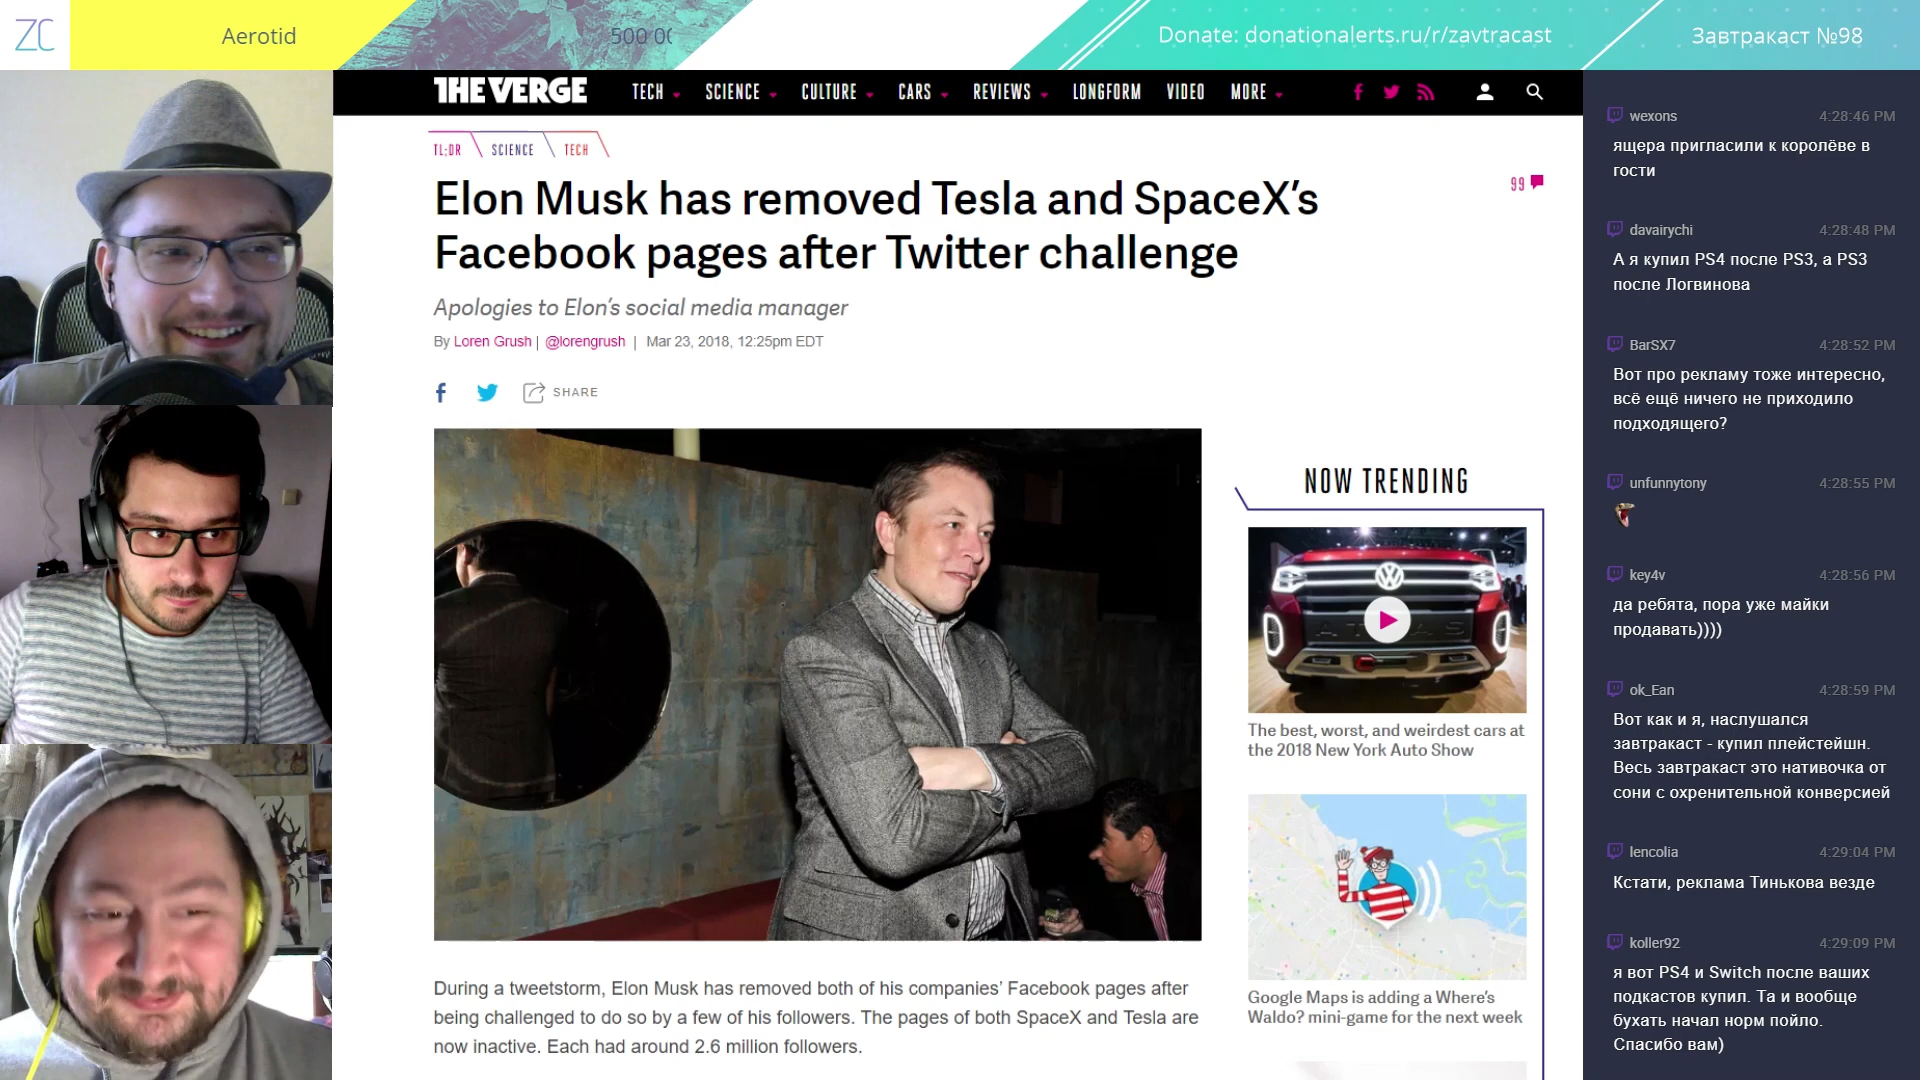 ZC
Aerotid
500 00
Donate: donationalerts.ru/r/zavtracast
Завтракаст №98
THE VERGE
TECH
SCIENCE
CULTURE
CARS
REVIEWS
LONGFORM
VIDEO
MORE
TL;DR
SCIENCE
TECH
Elon Musk has removed Tesla and SpaceX’s
Facebook pages after Twitter challenge
99
Apologies to Elon’s social media manager
By Loren Grush | @lorengrush | Mar 23, 2018, 12:25pm EDT
SHARE
During a tweetstorm, Elon Musk has removed both of his companies’ Facebook pages after
being challenged to do so by a few of his followers. The pages of both SpaceX and Tesla are
now inactive. Each had around 2.6 million followers.
NOW TRENDING
ATLAS
The best, worst, and weirdest cars at
the 2018 New York Auto Show
Google Maps is adding a Where’s
Waldo? mini-game for the next week
wexons 4:28:46 PM
ящера пригласили к королёве в
гости
davairychi 4:28:48 PM
А я купил PS4 после PS3, а PS3
после Логвинова
BarSX7 4:28:52 PM
Вот про рекламу тоже интересно,
всё ещё ничего не приходило
подходящего?
unfunnytony 4:28:55 PM
key4v 4:28:56 PM
да ребята, пора уже майки
продавать))))
ok_Ean 4:28:59 PM
Вот как и я, наслушался
завтракаст - купил плейстейшн.
Весь завтракаст это нативочка от
сони с охренительной конверсией
lencolia 4:29:04 PM
Кстати, реклама Тинькова везде
koller92 4:29:09 PM
я вот PS4 и Switch после ваших
подкастов купил. Та и вообще
бухать начал норм пойло.
Спасибо вам)